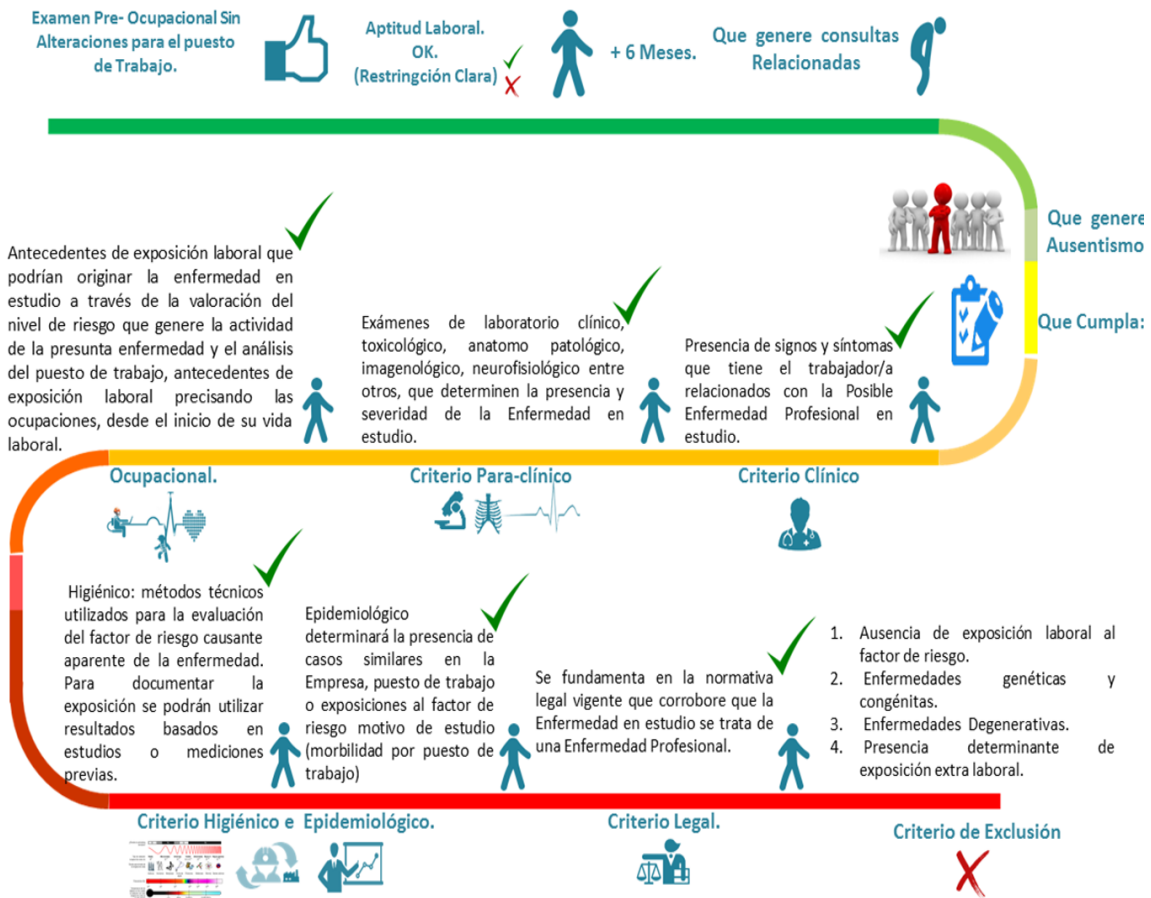 Examen Pre- Ocupacional Sin
Alteraciones para el puesto
de Trabajo.
Aptitud Laboral.
OK.
(Restringción Clara)
+ 6 Meses.
Que genere consultas
Relacionadas
Que genere
Ausentismo
Que Cumpla:
Presencia de signos y síntomas
que tiene el trabajador/a
relacionados con la Posible
Enfermedad Profesional en
estudio.
Criterio Clínico
Exámenes de laboratorio clínico,
toxicológico, anatomo patológico,
imagenológico, neurofisiológico entre
otros, que determinen la presencia y
severidad de la Enfermedad en
estudio.
Criterio Para-clínico
Antecedentes de exposición laboral que
podrían originar la enfermedad en
estudio a través de la valoración del
nivel de riesgo que genere la actividad
de la presunta enfermedad y el análisis
del puesto de trabajo, antecedentes de
exposición laboral precisando las
ocupaciones, desde el inicio de su vida
laboral.
Ocupacional.
Higiénico: métodos técnicos
utilizados para la evaluación
del factor de riesgo causante
aparente de la enfermedad.
Para documentar la
exposición se podrán utilizar
resultados basados en
estudios o mediciones
previas.
Epidemiológico
determinará la presencia de
casos similares en la
Empresa, puesto de trabajo
o exposiciones al factor de
riesgo motivo de estudio
(morbilidad por puesto de
trabajo)
Criterio Higiénico e Epidemiológico.
Se fundamenta en la normativa
legal vigente que corrobore que la
Enfermedad en estudio se trata de
una Enfermedad Profesional.
Criterio Legal.
1. Ausencia de exposición laboral al
factor de riesgo.
2. Enfermedades genéticas y
congénitas.
3. Enfermedades Degenerativas.
4. Presencia determinante de
exposición extra laboral.
Criterio de Exclusión